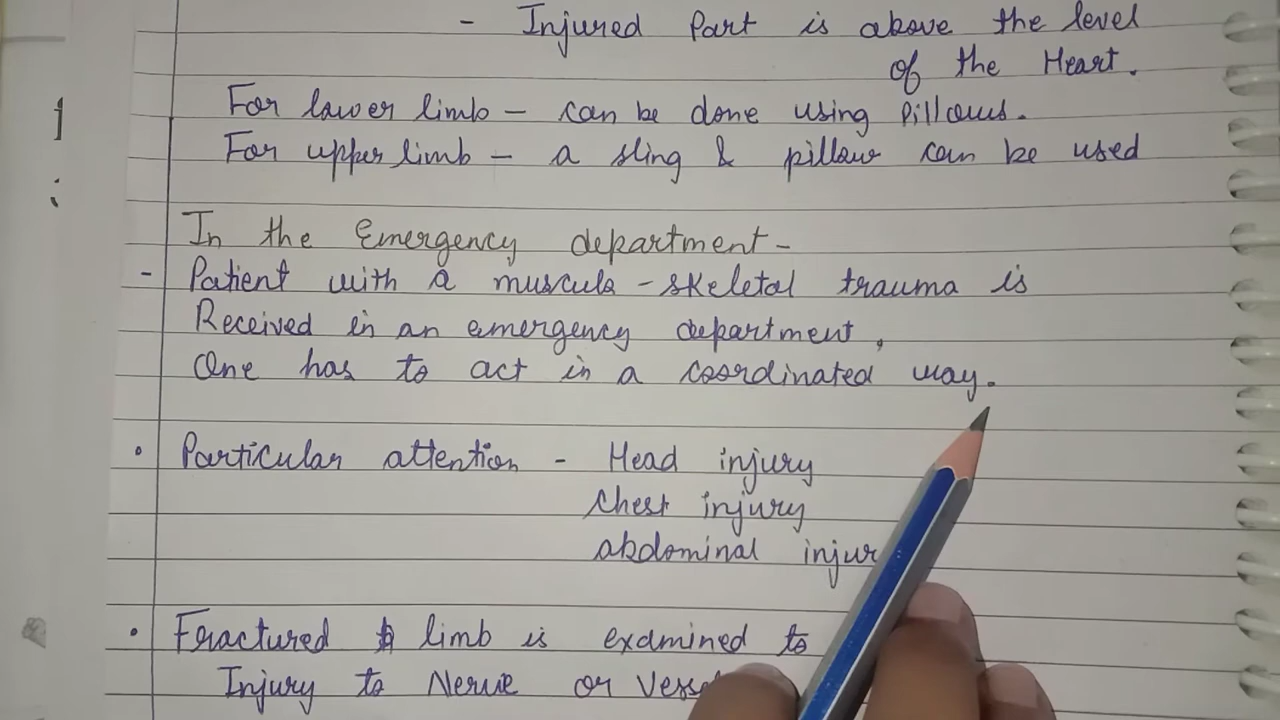 - Injured Part is above the level
of the Heart.
For lower limb - can be done using Pillows.
For upper limb - a sling & pillow can be used
In the Emergency department -
- Patient with a musculo-skeletal trauma is
Received in an emergency department,
One has to act in a coordinated way.
• Particular attention - Head injury
Chest injury
abdominal injur
• Fractured limb is examined to
Injury to Nerve or Vess